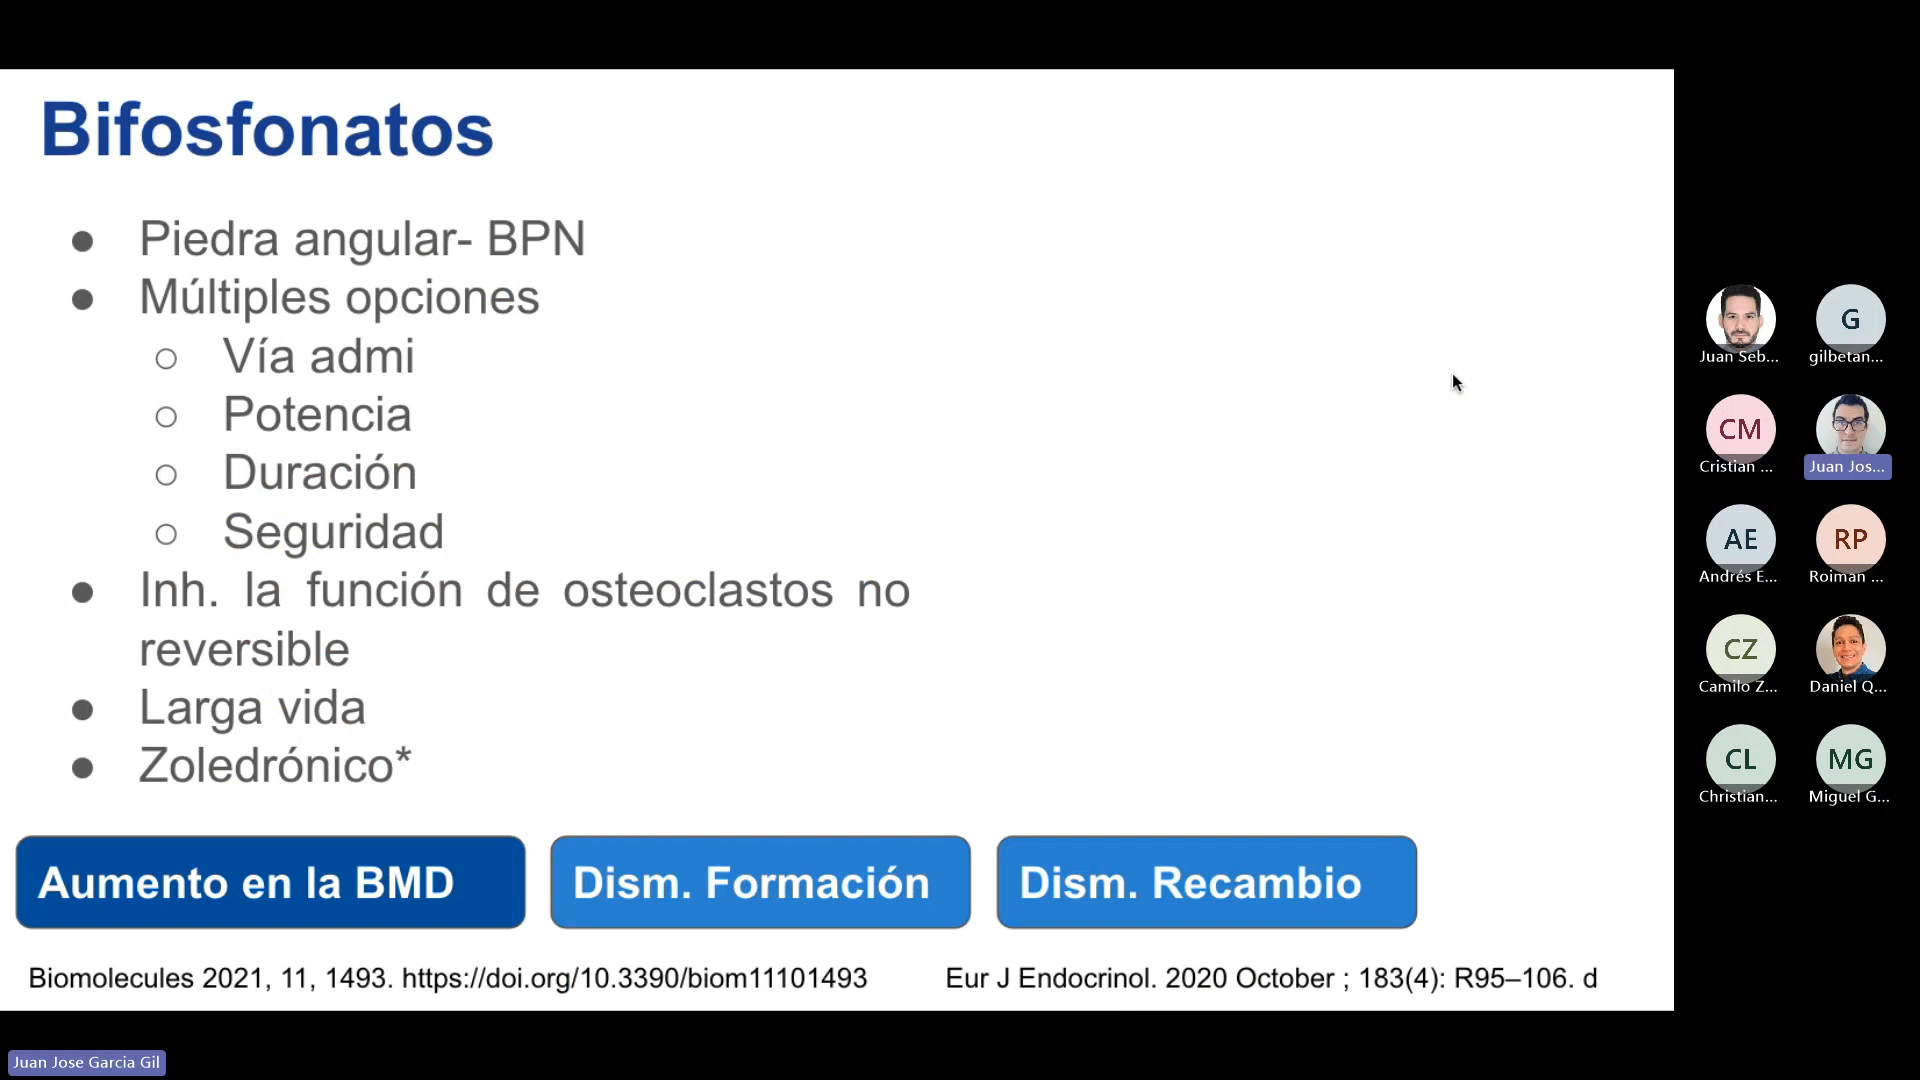 Bifosfonatos
● Piedra angular- BPN
● Múltiples opciones
○ Vía admi
○ Potencia
○ Duración
○ Seguridad
● Inh. la función de osteoclastos no
reversible
● Larga vida
● Zoledrónico*
Aumento en la BMD
Dism. Formación
Dism. Recambio
Biomolecules 2021, 11, 1493. https://doi.org/10.3390/biom11101493
Eur J Endocrinol. 2020 October ; 183(4): R95–106. d
Juan Seb...
G
gilbetan...
CM
Cristian ...
Juan Jos...
AE
Andrés E...
RP
Roiman ...
CZ
Camilo Z...
Daniel Q...
CL
Christian...
MG
Miguel G...
Juan Jose Garcia Gil